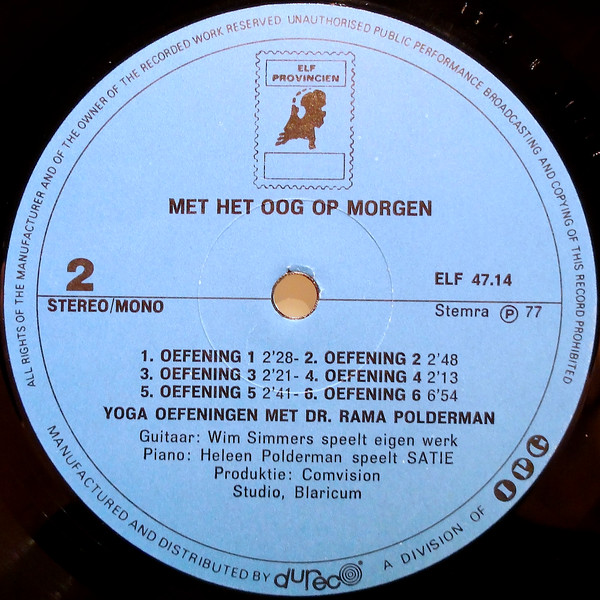 ALL RIGHTS OF THE MANUFACTURER AND OF THE OWNER OF THE RECORDED WORK RESERVED UNAUTHORISED PUBLIC PERFORMANCE BROADCASTING AND COPYING OF THIS RECORD PROHIBITED
ELF
PROVINCIEN
MET HET OOG OP MORGEN
2
ELF 47.14
STEREO/MONO
Stemra Ⓟ 77
1. OEFENING 1 2'28- 2. OEFENING 2 2'48
3. OEFENING 3 2'21- 4. OEFENING 4 2'13
5. OEFENING 5 2'41- 6. OEFENING 6 6'54
YOGA OEFENINGEN MET DR. RAMA POLDERMAN
Guitaar: Wim Simmers speelt eigen werk
Piano: Heleen Polderman speelt SATIE
Produktie: Comvision
Studio, Blaricum
MANUFACTURED AND DISTRIBUTED BY dureco A DIVISION OF